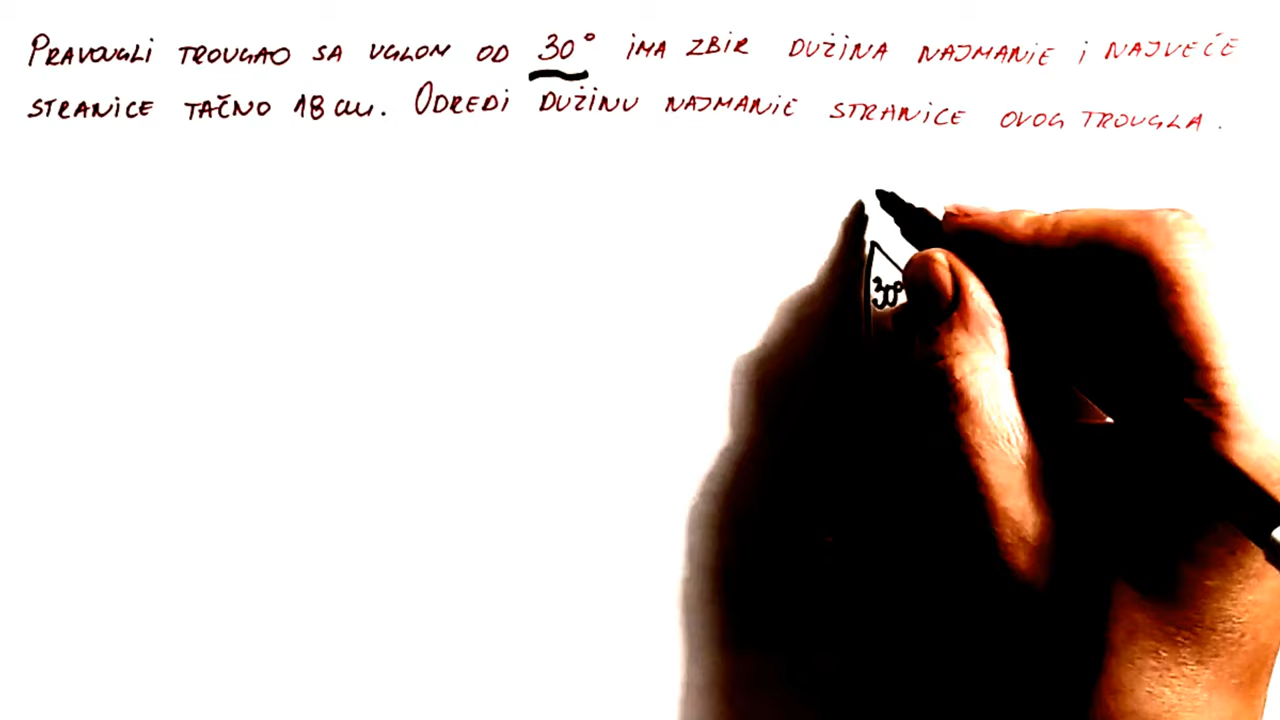 PRAVOUGLI TROUGAO SA UGLOM OD 30° IMA ZBIR DUŽINA NAJMANJE I NAJVEĆE
STRANICE TAČNO 18 cm. ODREDI DUŽINU NAJMANJE STRANICE OVOG TROUGLA.
30°